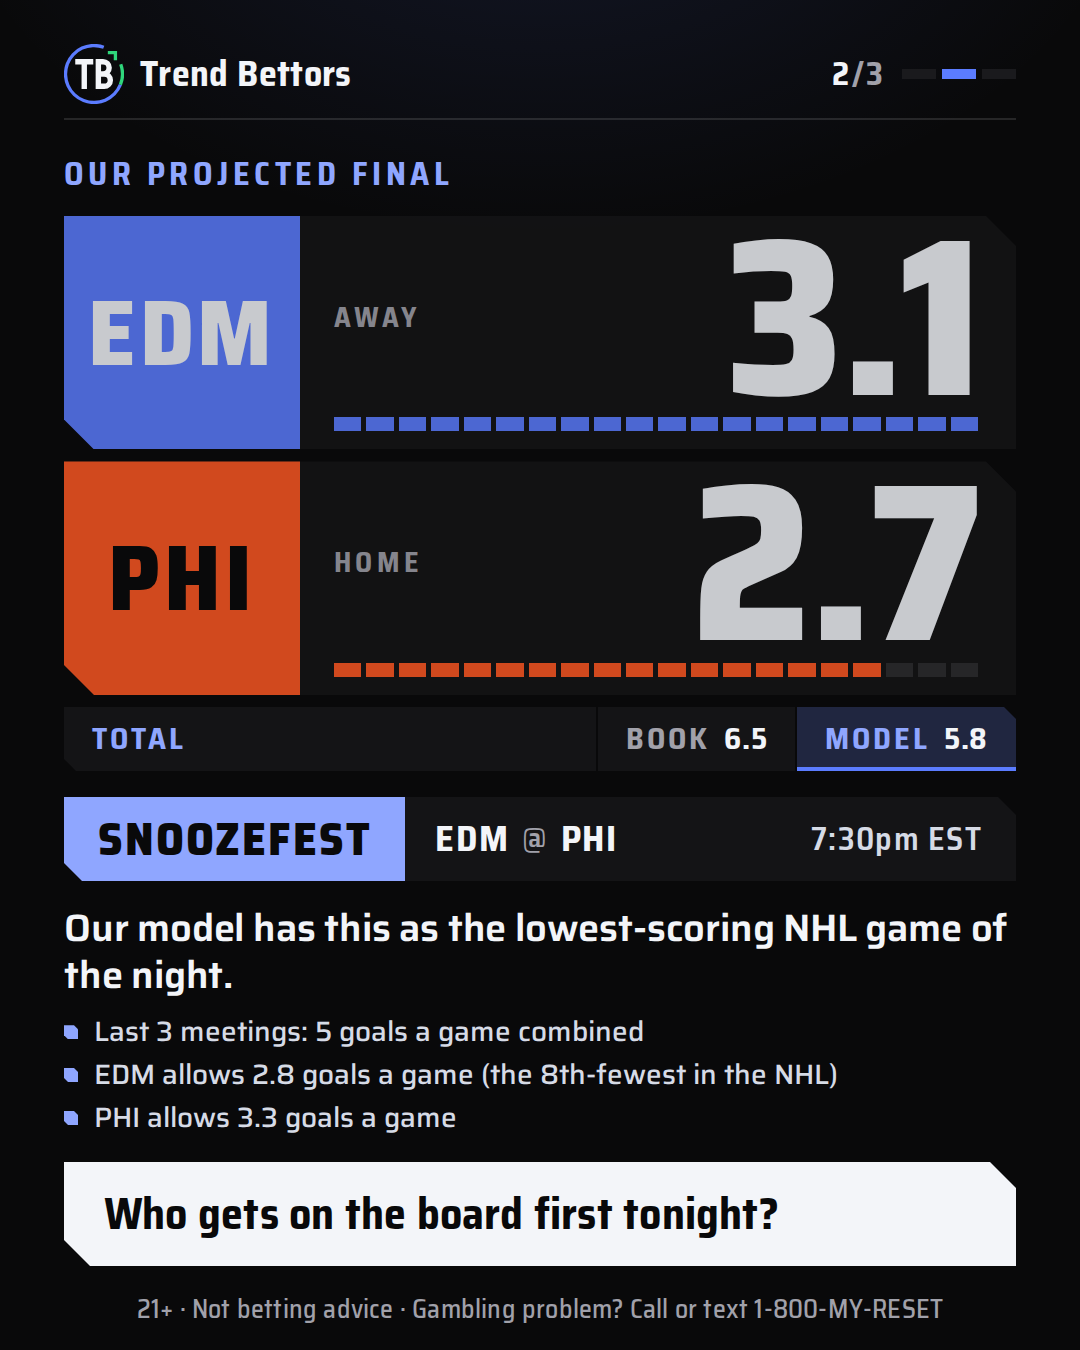 TB Trend Bettors
2/3
OUR PROJECTED FINAL
EDM
AWAY
3.1
PHI
HOME
2.7
TOTAL BOOK 6.5 MODEL 5.8
SNOOZEFEST EDM @ PHI 7:30pm EST
Our model has this as the lowest-scoring NHL game of
the night.
Last 3 meetings: 5 goals a game combined
EDM allows 2.8 goals a game (the 8th-fewest in the NHL)
PHI allows 3.3 goals a game
Who gets on the board first tonight?
21+ · Not betting advice · Gambling problem? Call or text 1-800-MY-RESET